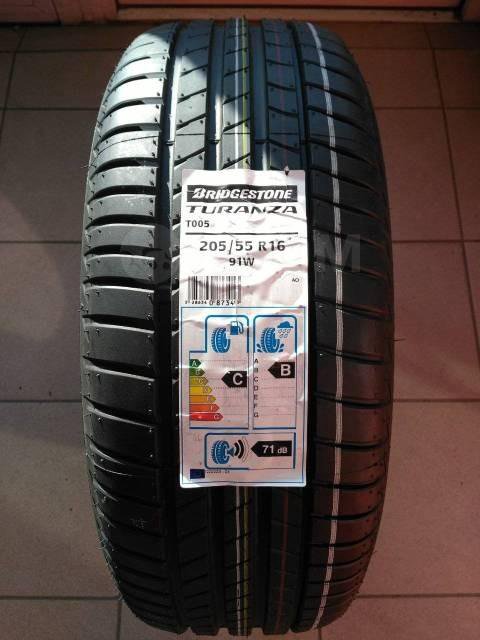 BRIDGESTONE
TURANZA
T005
205/55 R16
91W
AO
A
B
C
D
E
F
G
C
B
71 dB